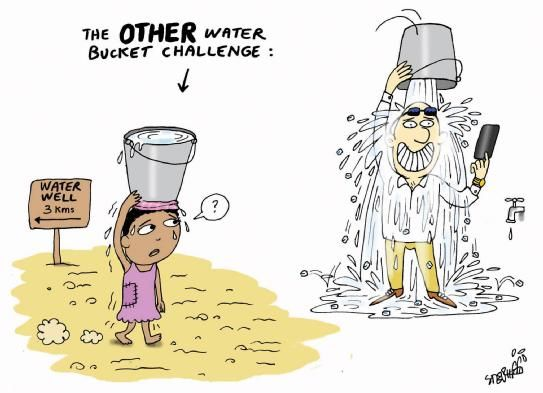 THE OTHER WATER
BUCKET CHALLENGE :
?
WATER
WELL
3 Kms